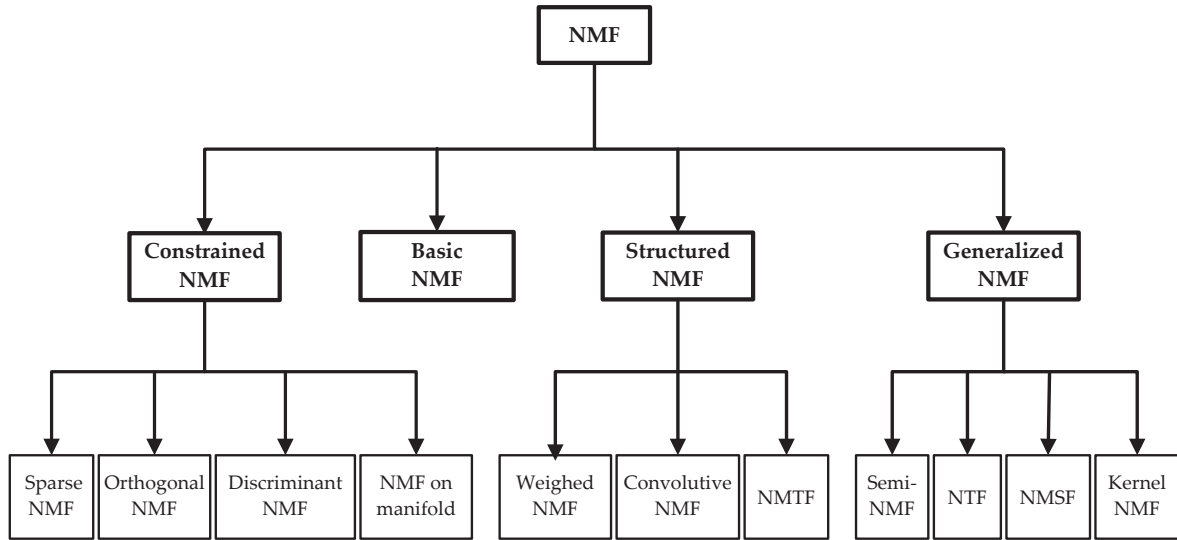 NMF
Constrained
NMF
Basic
NMF
Structured
NMF
Generalized
NMF
Sparse
NMF
Orthogonal
NMF
Discriminant
NMF
NMF on
manifold
Weighed
NMF
Convolutive
NMF
NMTF
Semi-
NMF
NTF
NMSF
Kernel
NMF